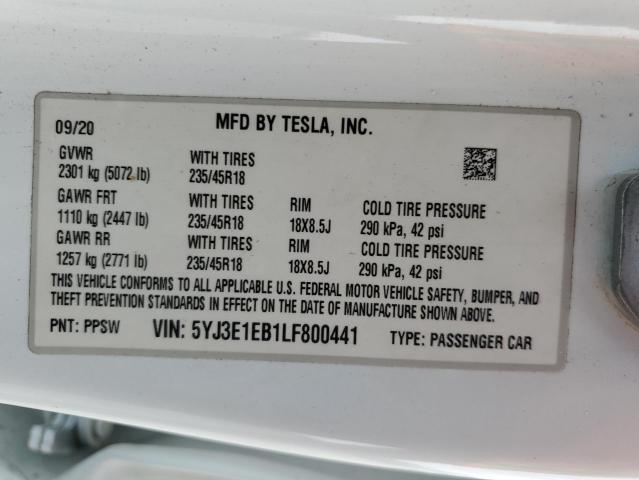 09/20 MFD BY TESLA, INC.
GVWR WITH TIRES
2301 kg (5072 lb) 235/45R18
GAWR FRT WITH TIRES RIM COLD TIRE PRESSURE
1110 kg (2447 lb) 235/45R18 18X8.5J 290 kPa, 42 psi
GAWR RR WITH TIRES RIM COLD TIRE PRESSURE
1257 kg (2771 lb) 235/45R18 18X8.5J 290 kPa, 42 psi
THIS VEHICLE CONFORMS TO ALL APPLICABLE U.S. FEDERAL MOTOR VEHICLE SAFETY, BUMPER, AND
THEFT PREVENTION STANDARDS IN EFFECT ON THE DATE OF MANUFACTURE SHOWN ABOVE.
PNT: PPSW VIN: 5YJ3E1EB1LF800441 TYPE: PASSENGER CAR